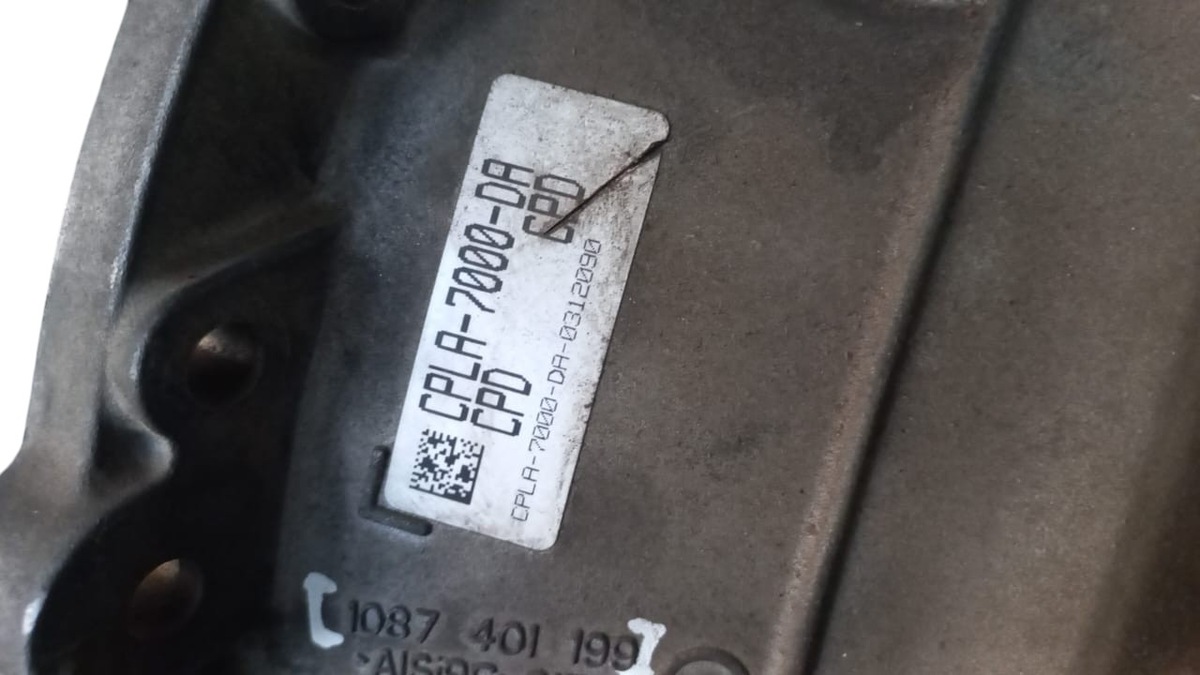 CPLA-7000-DA
CPD CPD
CPLA-7000-DA-0312090
1087 401 199